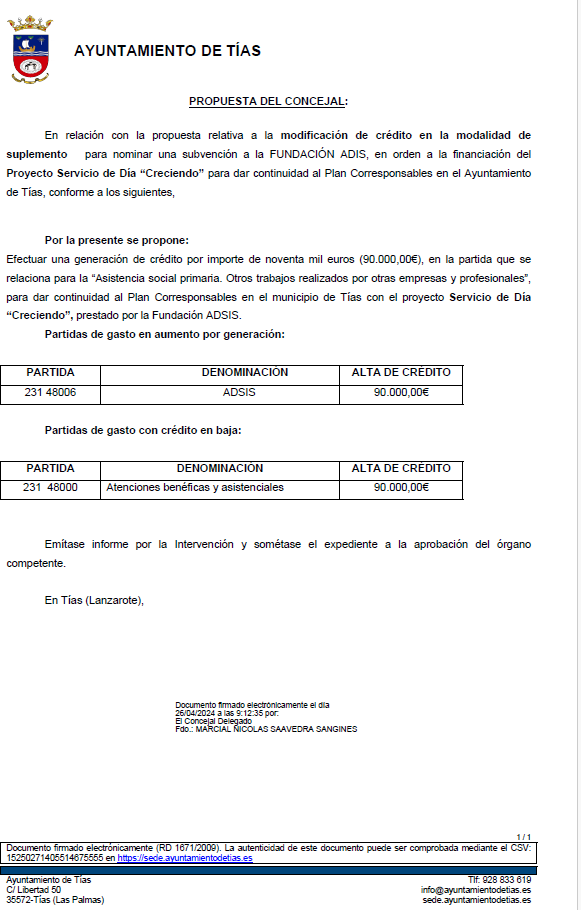 AYUNTAMIENTO DE TÍAS
PROPUESTA DEL CONCEJAL:
En relación con la propuesta relativa a la modificación de crédito en la modalidad de
suplemento para nominar una subvención a la FUNDACIÓN ADIS, en orden a la financiación del
Proyecto Servicio de Día “Creciendo” para dar continuidad al Plan Corresponsables en el Ayuntamiento
de Tías, conforme a los siguientes,
Por la presente se propone:
Efectuar una generación de crédito por importe de noventa mil euros (90.000,00€), en la partida que se
relaciona para la “Asistencia social primaria. Otros trabajos realizados por otras empresas y profesionales”,
para dar continuidad al Plan Corresponsables en el municipio de Tías con el proyecto Servicio de Día
“Creciendo”, prestado por la Fundación ADSIS.
Partidas de gasto en aumento por generación:
PARTIDA DENOMINACIÓN ALTA DE CRÉDITO
231 48006 ADSIS 90.000,00€
Partidas de gasto con crédito en baja:
PARTIDA DENOMINACIÓN ALTA DE CRÉDITO
231 48000 Atenciones benéficas y asistenciales 90.000,00€
Emítase informe por la Intervención y sométase el expediente a la aprobación del órgano
competente.
En Tías (Lanzarote),
Documento firmado electrónicamente el día
26/04/2024 a las 9:12:35 por:
El Concejal Delegado
Fdo.: MARCIAL NICOLAS SAAVEDRA SANGINES
1 / 1
Documento firmado electrónicamente (RD 1671/2009). La autenticidad de este documento puede ser comprobada mediante el CSV:
15250271405514675555 en https://sede.ayuntamientodetias.es
Ayuntamiento de Tías Tlf: 928 833 619
C/ Libertad 50 info@ayuntamientodetias.es
35572-Tías (Las Palmas) sede.ayuntamientodetias.es